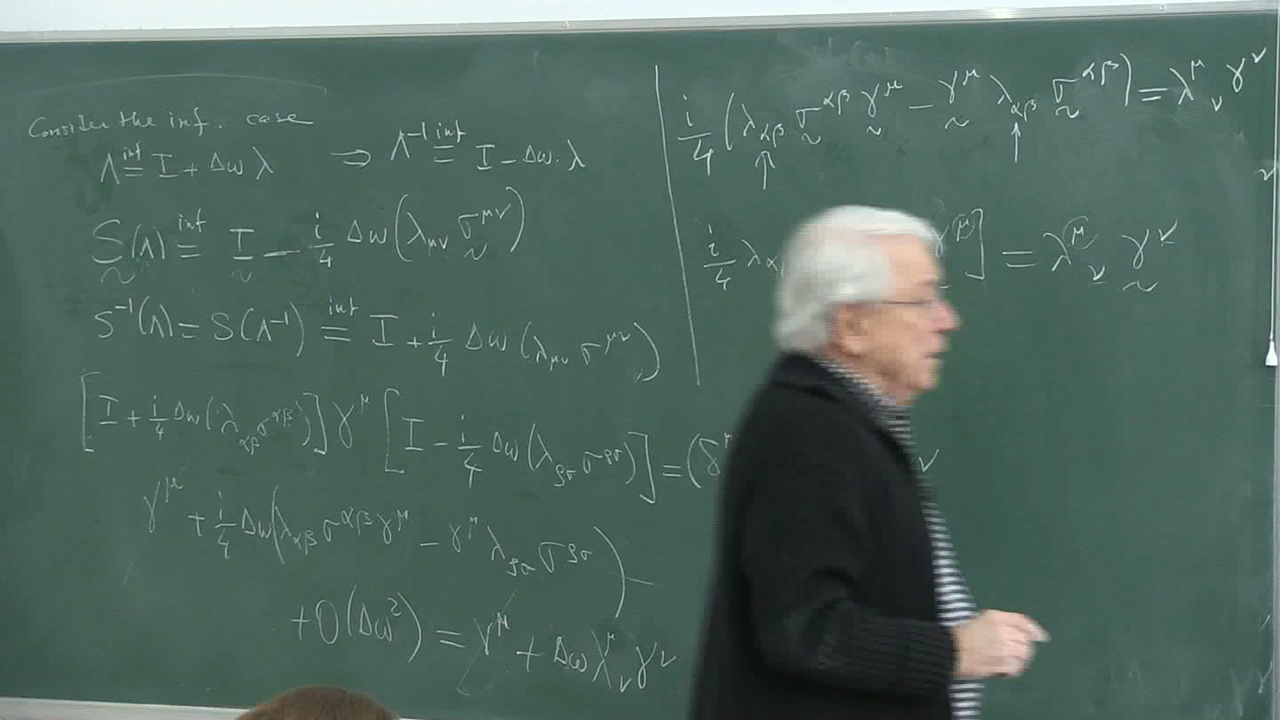 Consider the inf. case
Λ inf= I + Δω λ ⇒ Λ⁻¹ inf= I - Δω·λ
S(Λ) inf= I - i/4 Δω(λ_μν σ^μν)
S⁻¹(Λ) = S(Λ⁻¹) inf= I + i/4 Δω (λ_μν σ^μν)
[I + i/4 Δω(λ_αβ σ^αβ)] γ^μ [I - i/4 Δω(λ_ρσ σ^ρσ)] = (δ^μ
γ^μ + i/4 Δω(λ_αβ σ^αβ γ^μ - γ^μ λ_ρσ σ^ρσ)
+ O(Δω²) = γ^μ + Δω λ^μ_ν γ^ν
i/4 (λ_αβ σ^αβ γ^μ - γ^μ λ_αβ σ^αβ) = λ^μ_ν γ^ν
i/4 λ_α γ^μ] = λ^μ_ν γ^ν